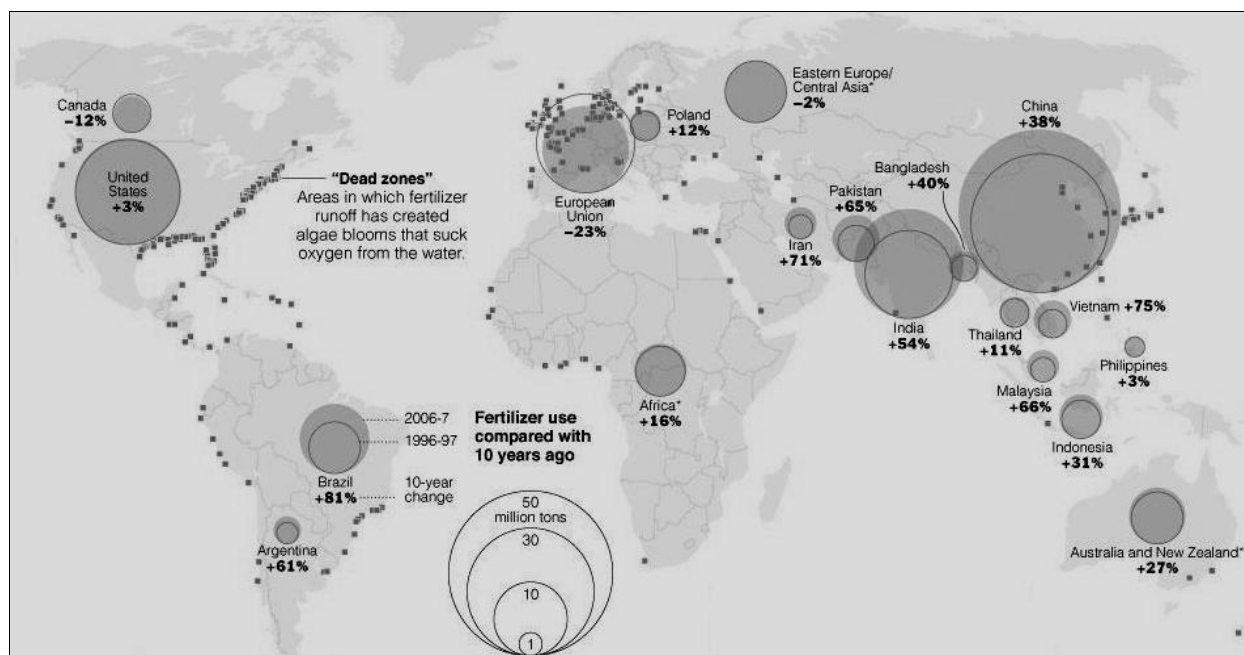 Canada
–12%
United
States
+3%
"Dead zones"
Areas in which fertilizer
runoff has created
algae blooms that suck
oxygen from the water.
European
Union
–23%
Poland
+12%
Eastern Europe/
Central Asia*
–2%
China
+38%
Bangladesh
+40%
Pakistan
+65%
Iran
+71%
India
+54%
Thailand
+11%
Vietnam +75%
Philippines
+3%
Malaysia
+66%
Indonesia
+31%
Africa*
+16%
Brazil
+81%
Argentina
+61%
2006-7
1996-97
10-year
change
Fertilizer use
compared with
10 years ago
50
million tons
30
10
1
Australia and New Zealand*
+27%